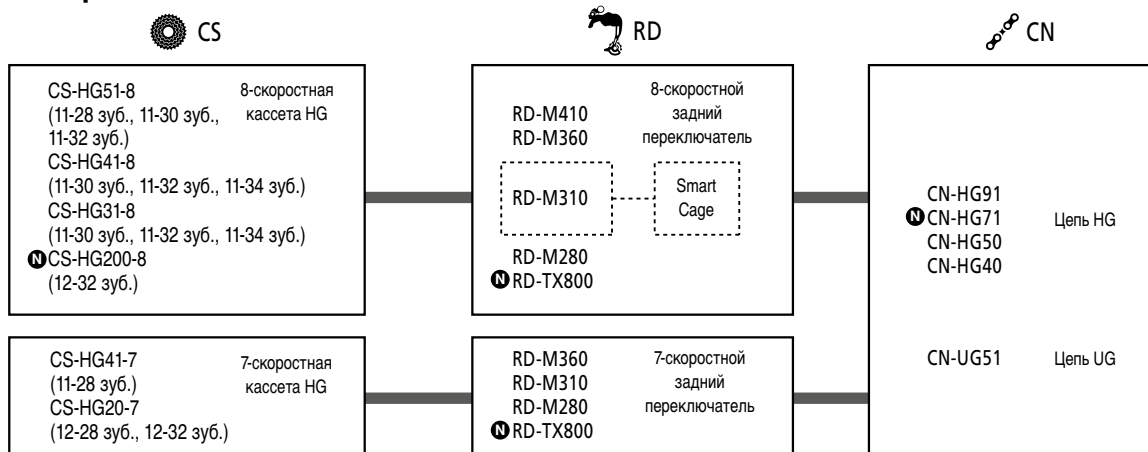 CS
RD
CN
CS-HG51-8
(11-28 зуб., 11-30 зуб.,
11-32 зуб.)
CS-HG41-8
(11-30 зуб., 11-32 зуб., 11-34 зуб.)
CS-HG31-8
(11-30 зуб., 11-32 зуб., 11-34 зуб.)
N CS-HG200-8
(12-32 зуб.)
8-скоростная
кассета HG
RD-M410
RD-M360
RD-M310
Smart
Cage
RD-M280
N RD-TX800
8-скоростной
задний
переключатель
CN-HG91
N CN-HG71
CN-HG50
CN-HG40
Цепь HG
CN-UG51
Цепь UG
CS-HG41-7
(11-28 зуб.)
CS-HG20-7
(12-28 зуб., 12-32 зуб.)
7-скоростная
кассета HG
RD-M360
RD-M310
RD-M280
N RD-TX800
7-скоростной
задний
переключатель